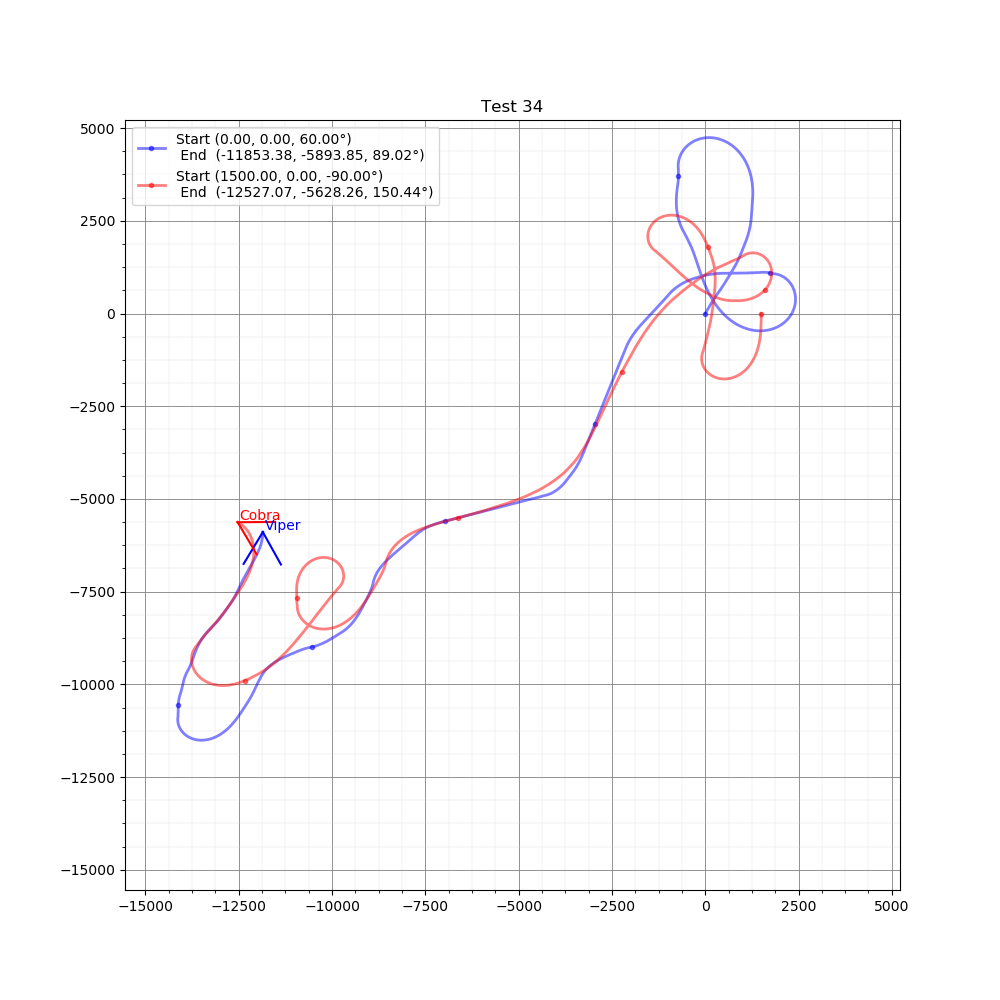 Test 34
Start (0.00, 0.00, 60.00°)
End (-11853.38, -5893.85, 89.02°)
Start (1500.00, 0.00, -90.00°)
End (-12527.07, -5628.26, 150.44°)
5000
2500
0
−2500
−5000
−7500
−10000
−12500
−15000
Cobra
Viper
−15000 −12500 −10000 −7500 −5000 −2500 0 2500 5000